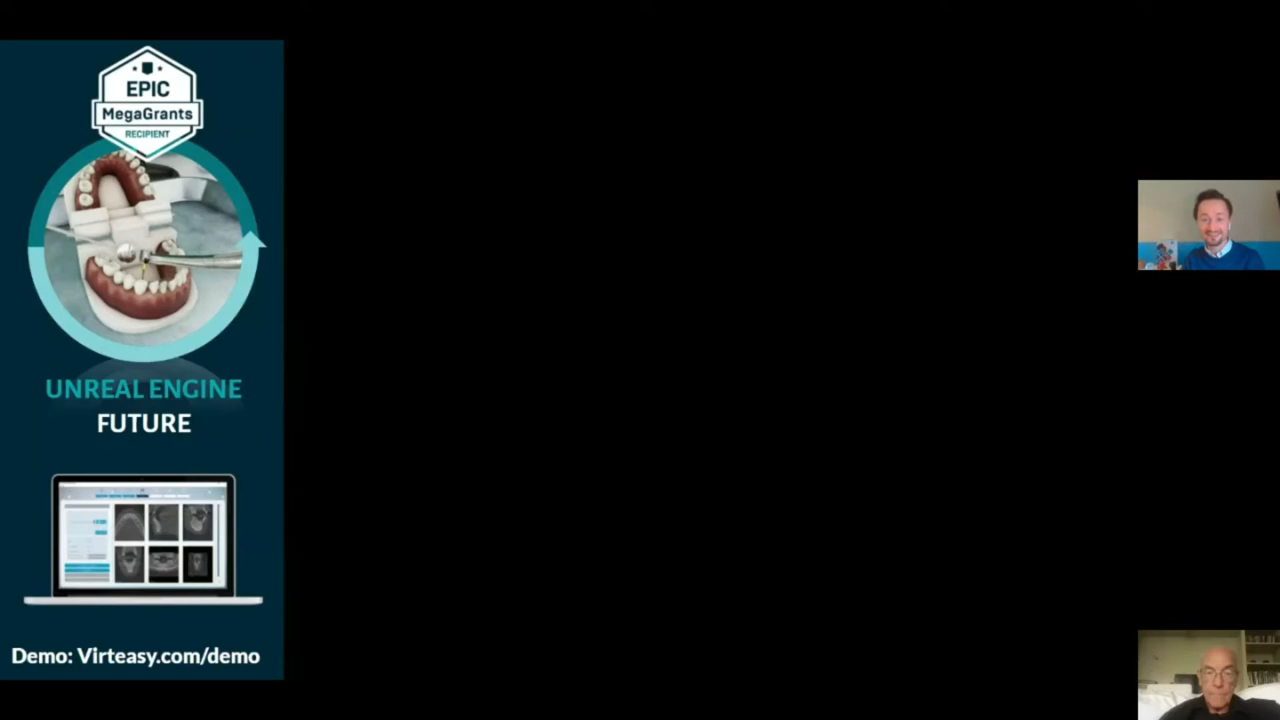 EPIC
MegaGrants
RECIPIENT
UNREAL ENGINE
FUTURE
Demo: Virteasy.com/demo